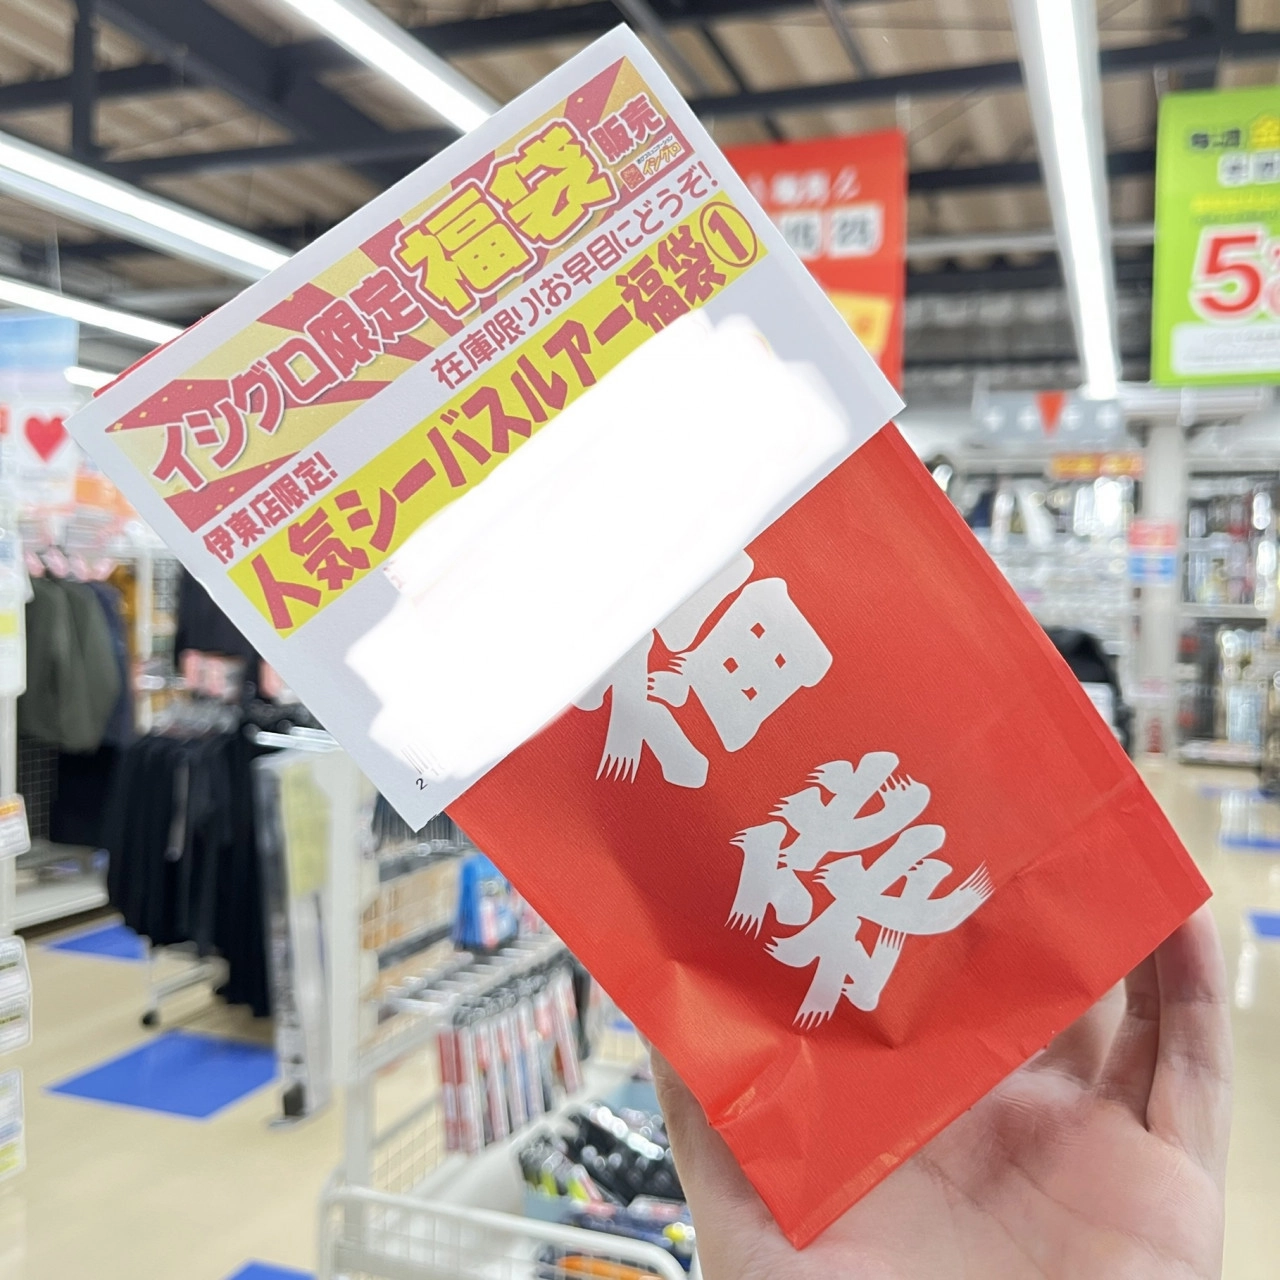 イシグロ限定福袋販売
イシグロ
在庫限り!お早目にどうぞ!
伊東店限定!
人気シーバスルアー福袋①
2
福袋
5